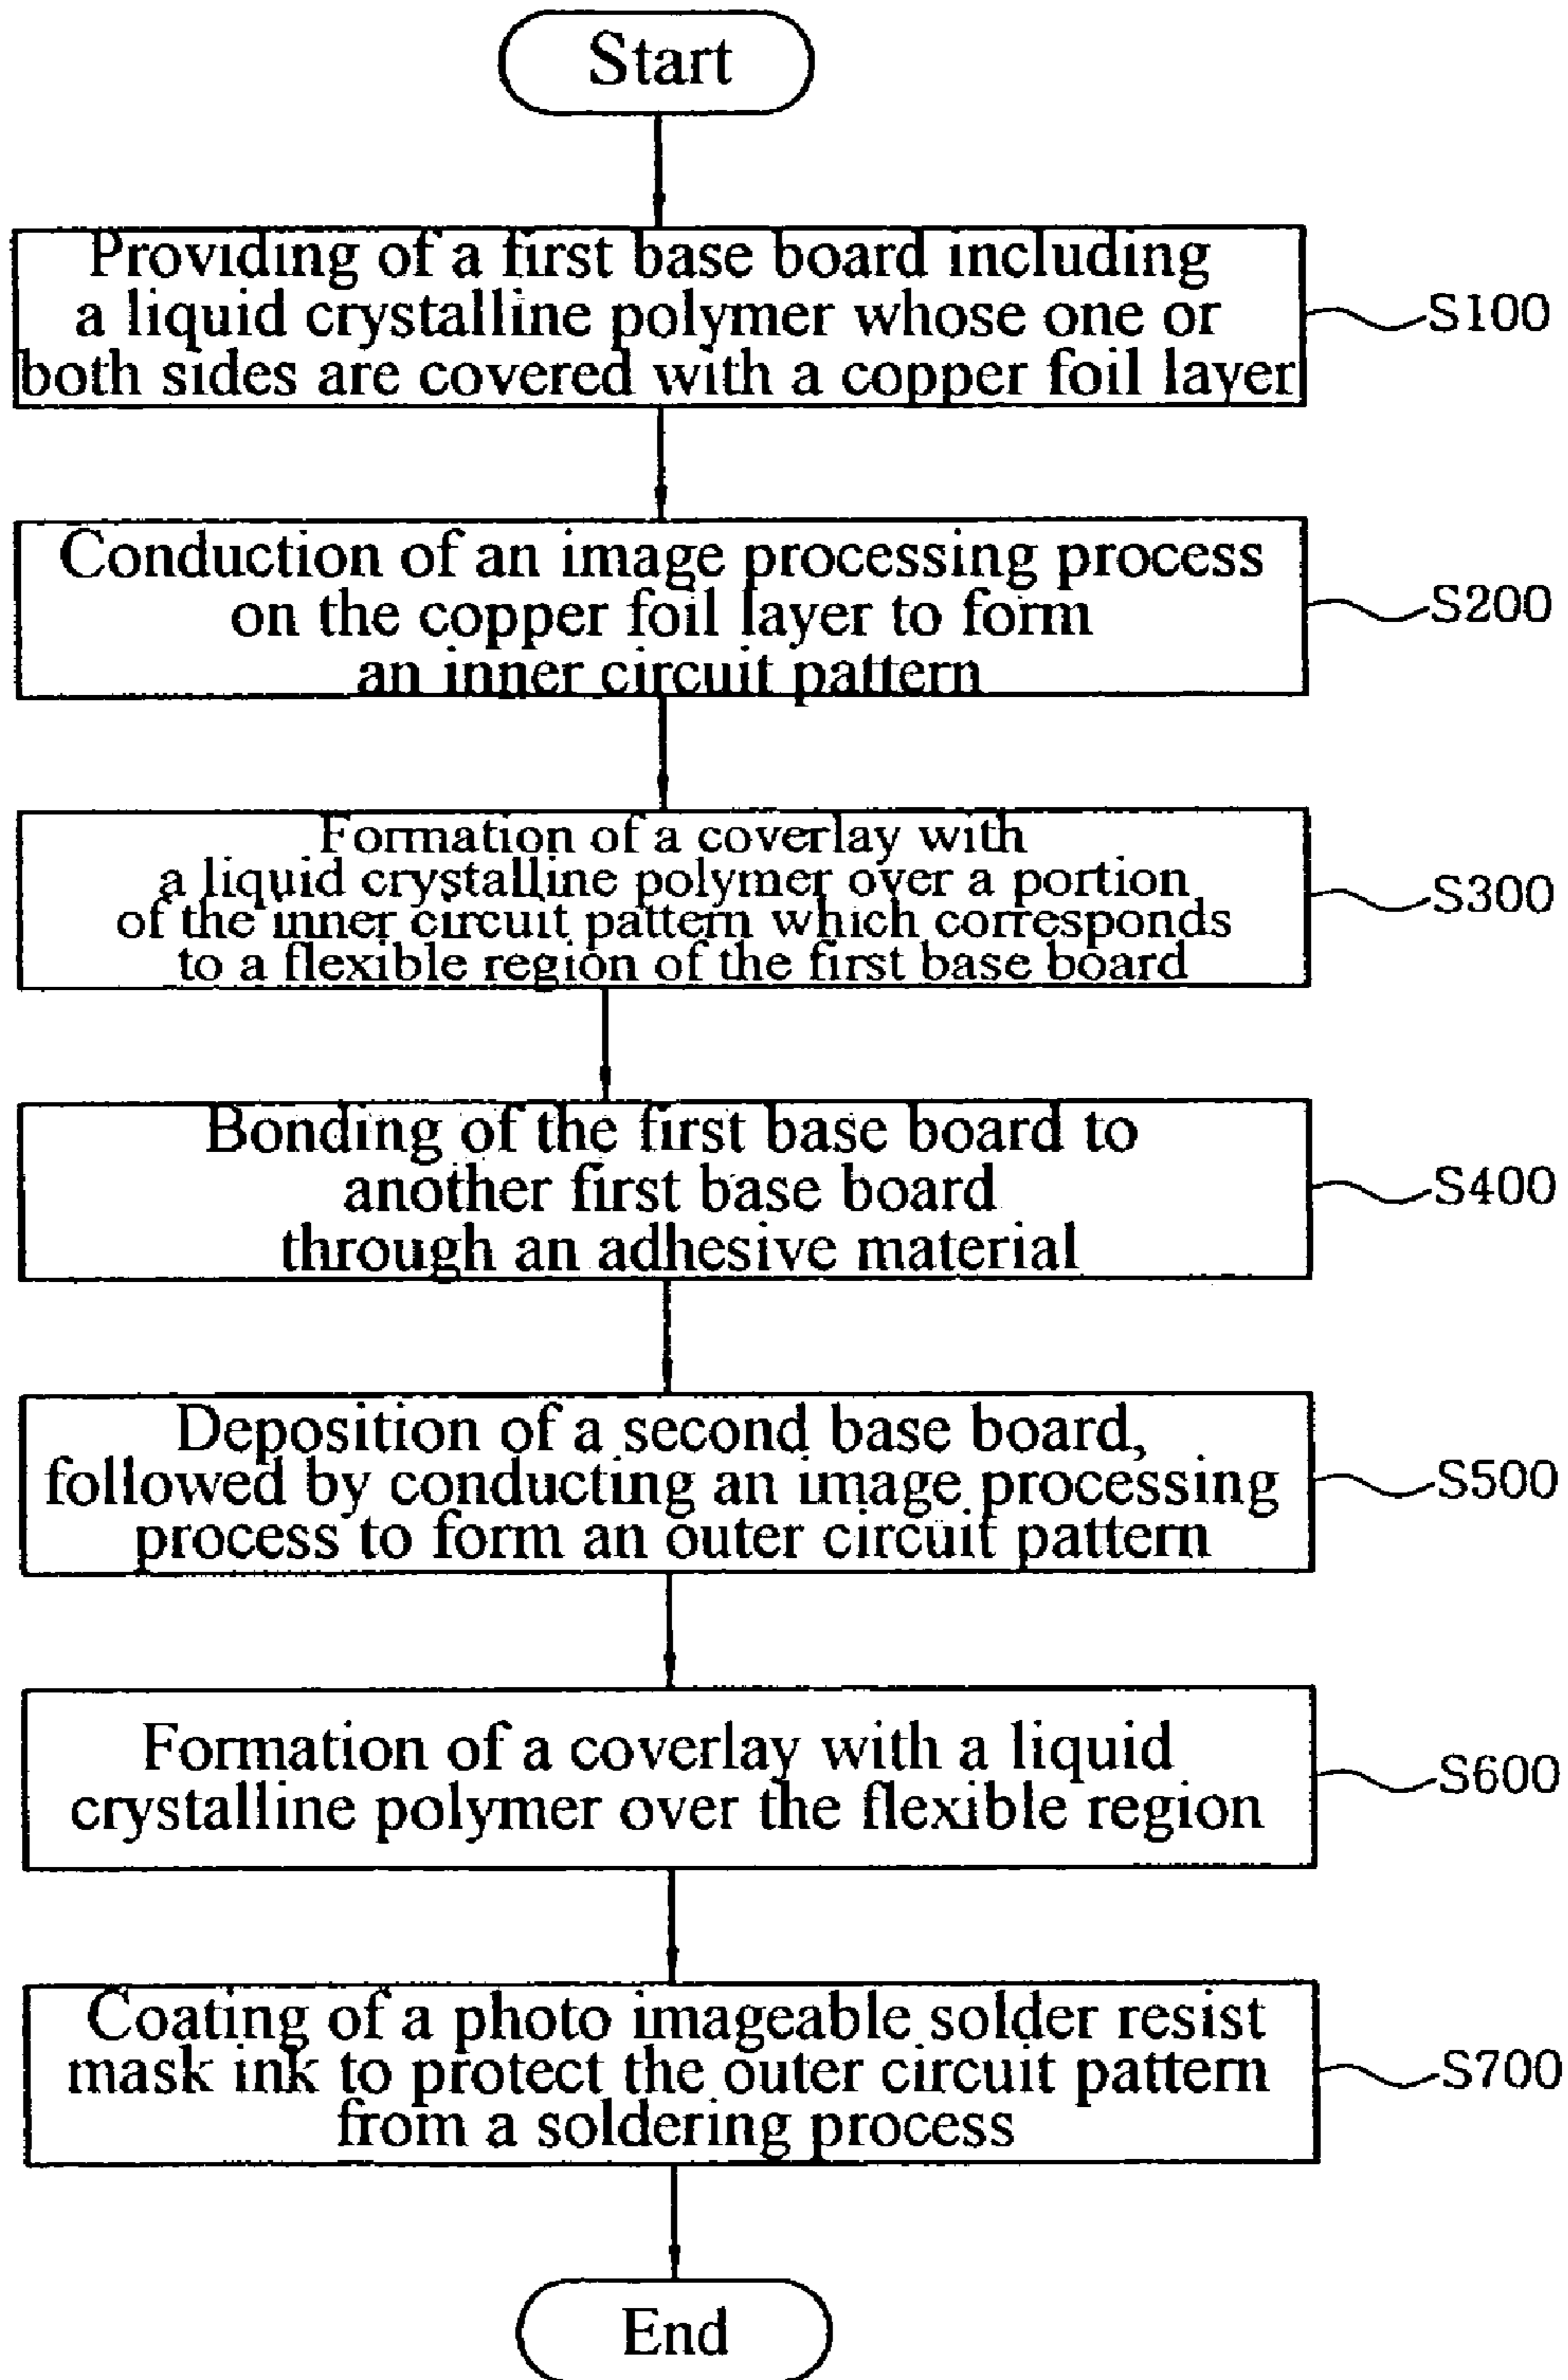 Start
Providing of a first base board including
a liquid crystalline polymer whose one or
both sides are covered with a copper foil layer
S100
Conduction of an image processing process
on the copper foil layer to form
an inner circuit pattern
S200
Formation of a coverlay with
a liquid crystalline polymer over a portion
of the inner circuit pattern which corresponds
to a flexible region of the first base board
S300
Bonding of the first base board to
another first base board
through an adhesive material
S400
Deposition of a second base board,
followed by conducting an image processing
process to form an outer circuit pattern
S500
Formation of a coverlay with a liquid
crystalline polymer over the flexible region
S600
Coating of a photo imageable solder resist
mask ink to protect the outer circuit pattern
from a soldering process
S700
End